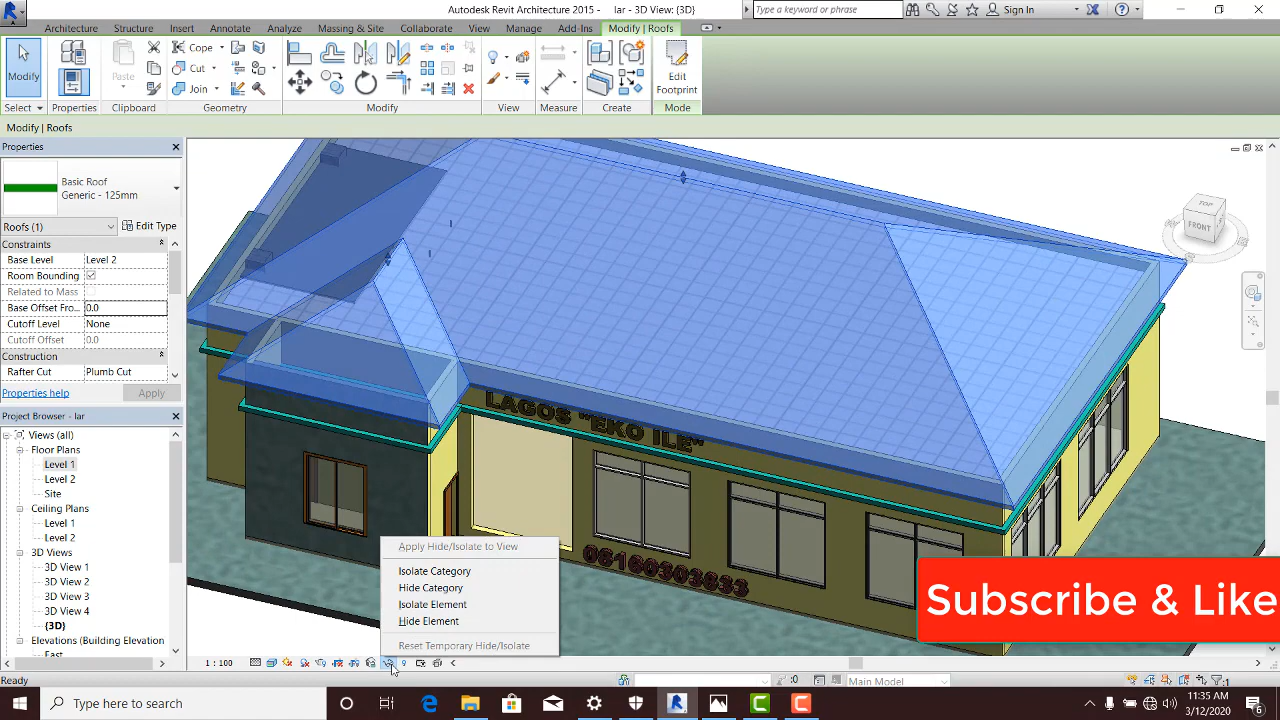 Autodesk Revit Architecture 2015 - lar - 3D View: {3D}
Type a keyword or phrase
Sign In
Architecture Structure Insert Annotate Analyze Massing & Site Collaborate View Manage Add-Ins Modify | Roofs
Modify
Paste
Cope
Cut
Join
Edit
Footprint
Select Properties Clipboard Geometry Modify View Measure Create Mode
Modify | Roofs
Properties
Basic Roof
Generic - 125mm
Roofs (1)
Edit Type
Constraints
Base Level Level 2
Room Bounding
Related to Mass
Base Offset Fro... 0.0
Cutoff Level None
Cutoff Offset 0.0
Construction
Rafter Cut Plumb Cut
Properties help
Apply
Project Browser - lar
Views (all)
Floor Plans
Level 1
Level 2
Site
Ceiling Plans
Level 1
Level 2
3D Views
3D View 1
3D View 2
3D View 3
3D View 4
{3D}
Elevations (Building Elevation
East
TOP
FRONT
LAGOS "EKO ILE"
08160303633
Apply Hide/Isolate to View
Isolate Category
Hide Category
Isolate Element
Hide Element
Reset Temporary Hide/Isolate
Subscribe & Like
1 : 100
Ready
:0
Main Model
Type here to search
11:35 AM
3/12/2020
6